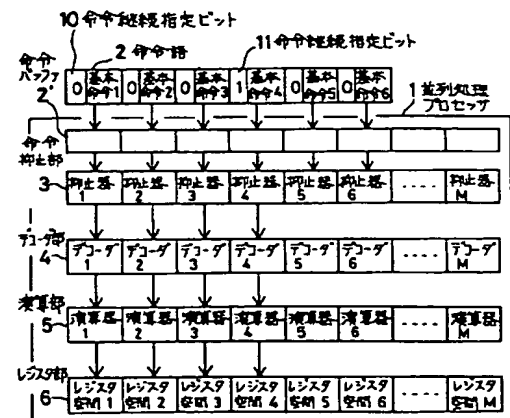 10 命令継続指定ビット
2 命令語
11 命令継続指定ビット
命令バッファ
0 基本命令1 0 基本命令2 0 基本命令3 1 基本命令4 0 基本命令5 0 基本命令6
1 並列処理プロセッサ
2'
命令抑止部
3 抑止器1 抑止器2 抑止器3 抑止器4 抑止器5 抑止器6 ..... 抑止器M
デコーダ部
4 デコーダ1 デコーダ2 デコーダ3 デコーダ4 デコーダ5 デコーダ6 ..... デコーダM
演算部
5 演算器1 演算器2 演算器3 演算器4 演算器5 演算器6 ..... 演算器M
レジスタ部
6 レジスタ空間1 レジスタ空間2 レジスタ空間3 レジスタ空間4 レジスタ空間5 レジスタ空間6 ..... レジスタ空間M